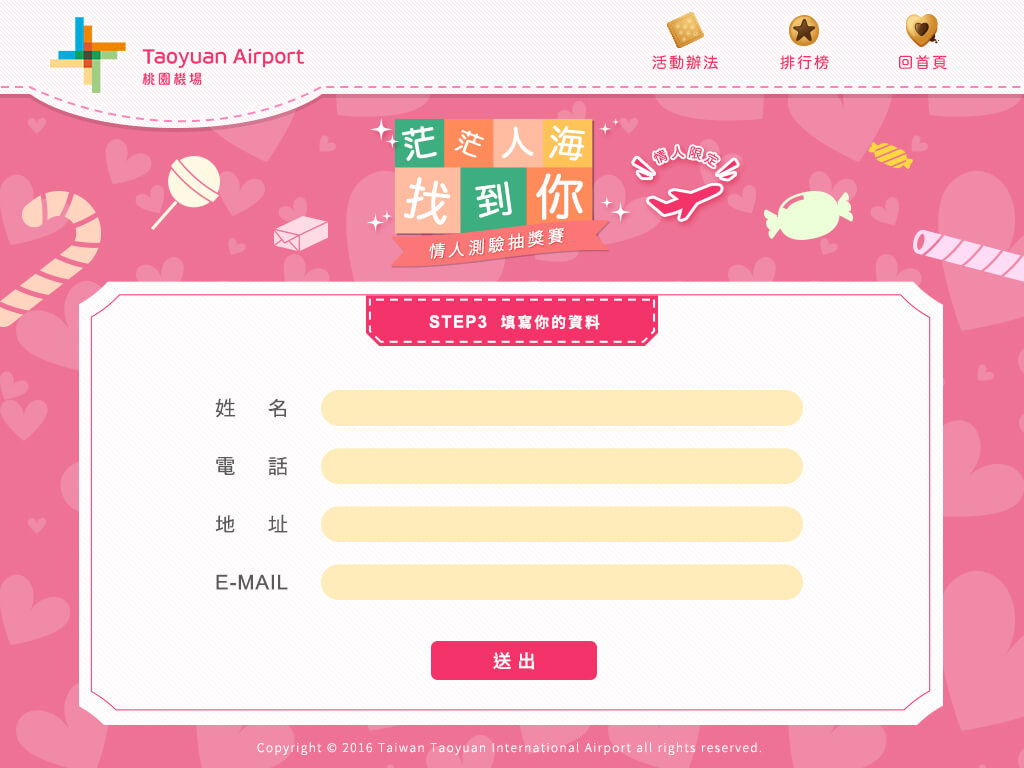 Taoyuan Airport
桃園機場
活動辦法
排行榜
回首頁
茫茫人海
找到你
情人測驗抽獎賽
情人限定
STEP3 填寫你的資料
姓 名
電 話
地 址
E-MAIL
送出
Copyright © 2016 Taiwan Taoyuan International Airport all rights reserved.